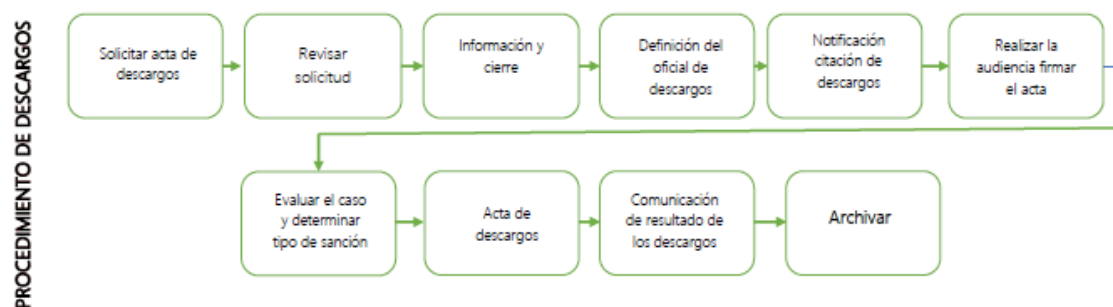 PROCEDIMIENTO DE DESCARGOS
Solicitar acta de
descargos
Revisar
solicitud
Información y
cierre
Definición del
oficial de
descargos
Notificación
citación de
descargos
Realizar la
audiencia firmar
el acta
Evaluar el caso
y determinar
tipo de sanción
Acta de
descargos
Comunicación
de resultado de
los descargos
Archivar